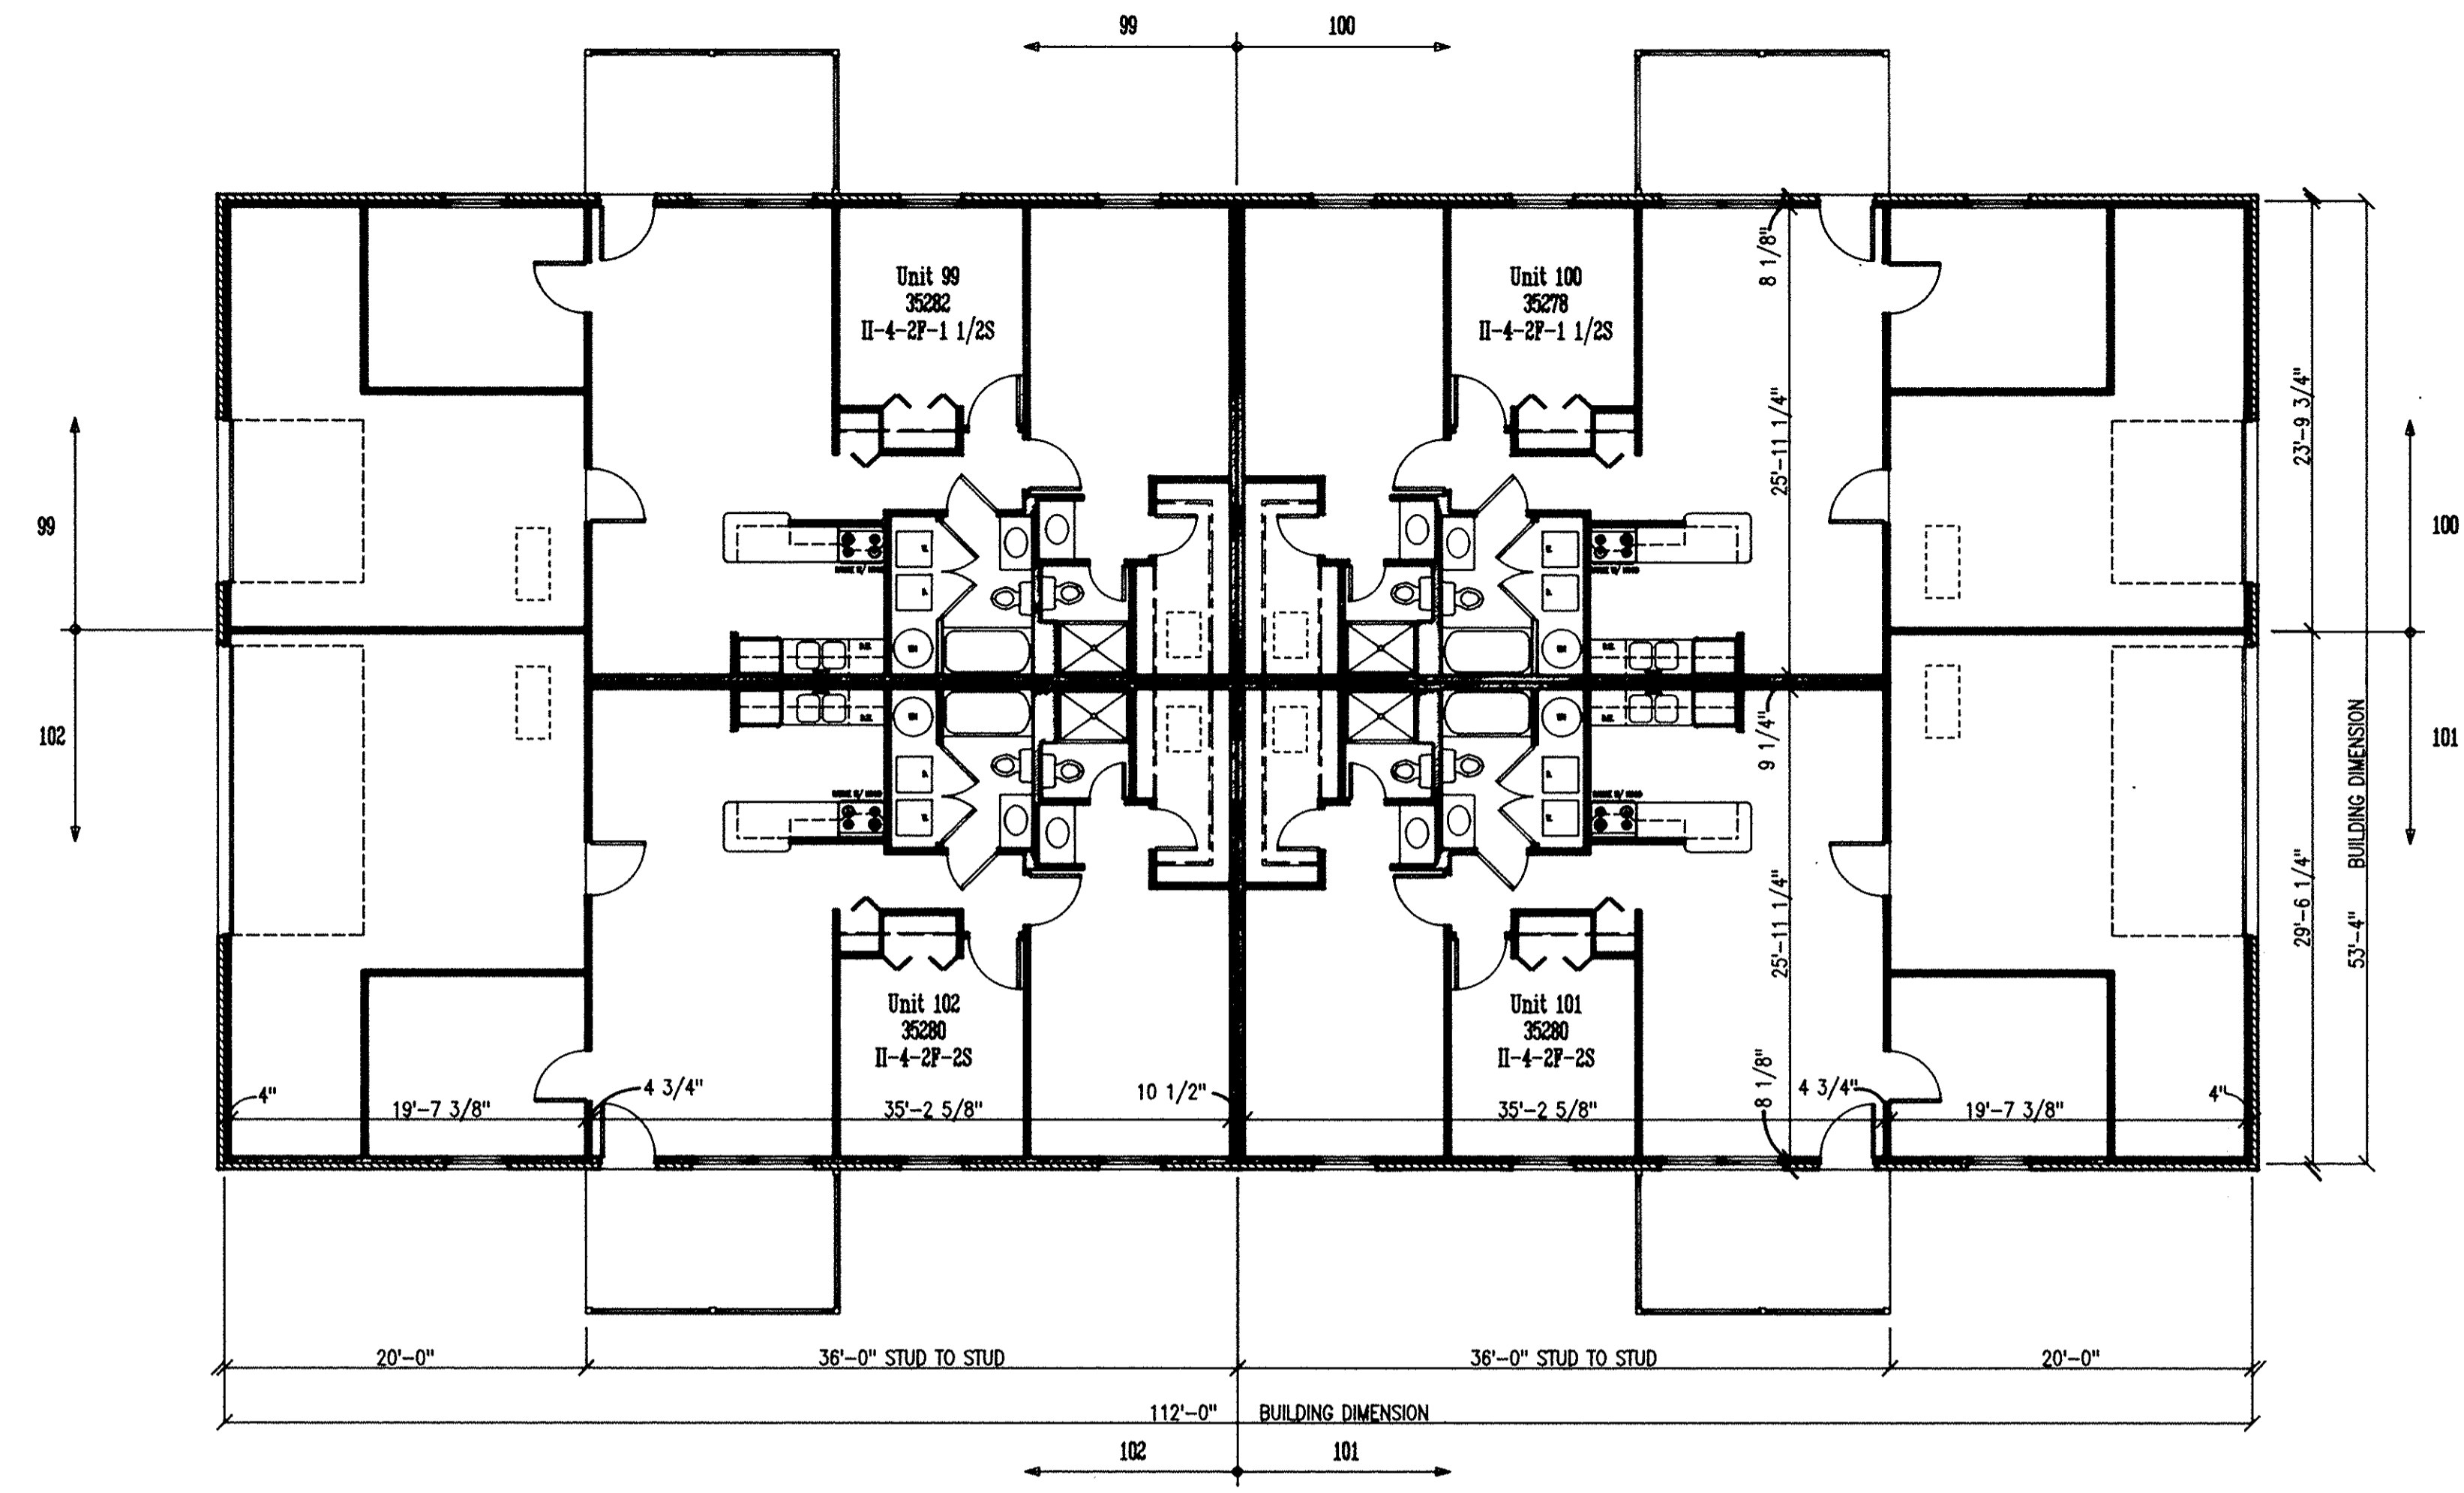 99 100
Unit 99
35282
II-4-2F-1 1/2S
Unit 100
35278
II-4-2F-1 1/2S
8 1/8"
25'-11 1/4"
23'-9 3/4"
99
100
102
101
9 1/4"
BUILDING DIMENSION
53'-4"
29'-6 1/4"
25'-11 1/4"
Unit 102
35280
II-4-2F-2S
Unit 101
35280
II-4-2F-2S
8 1/8"
4" 19'-7 3/8" 4 3/4" 35'-2 5/8" 10 1/2" 35'-2 5/8" 4 3/4" 19'-7 3/8" 4"
20'-0" 36'-0" STUD TO STUD 36'-0" STUD TO STUD 20'-0"
112'-0" BUILDING DIMENSION
102 101